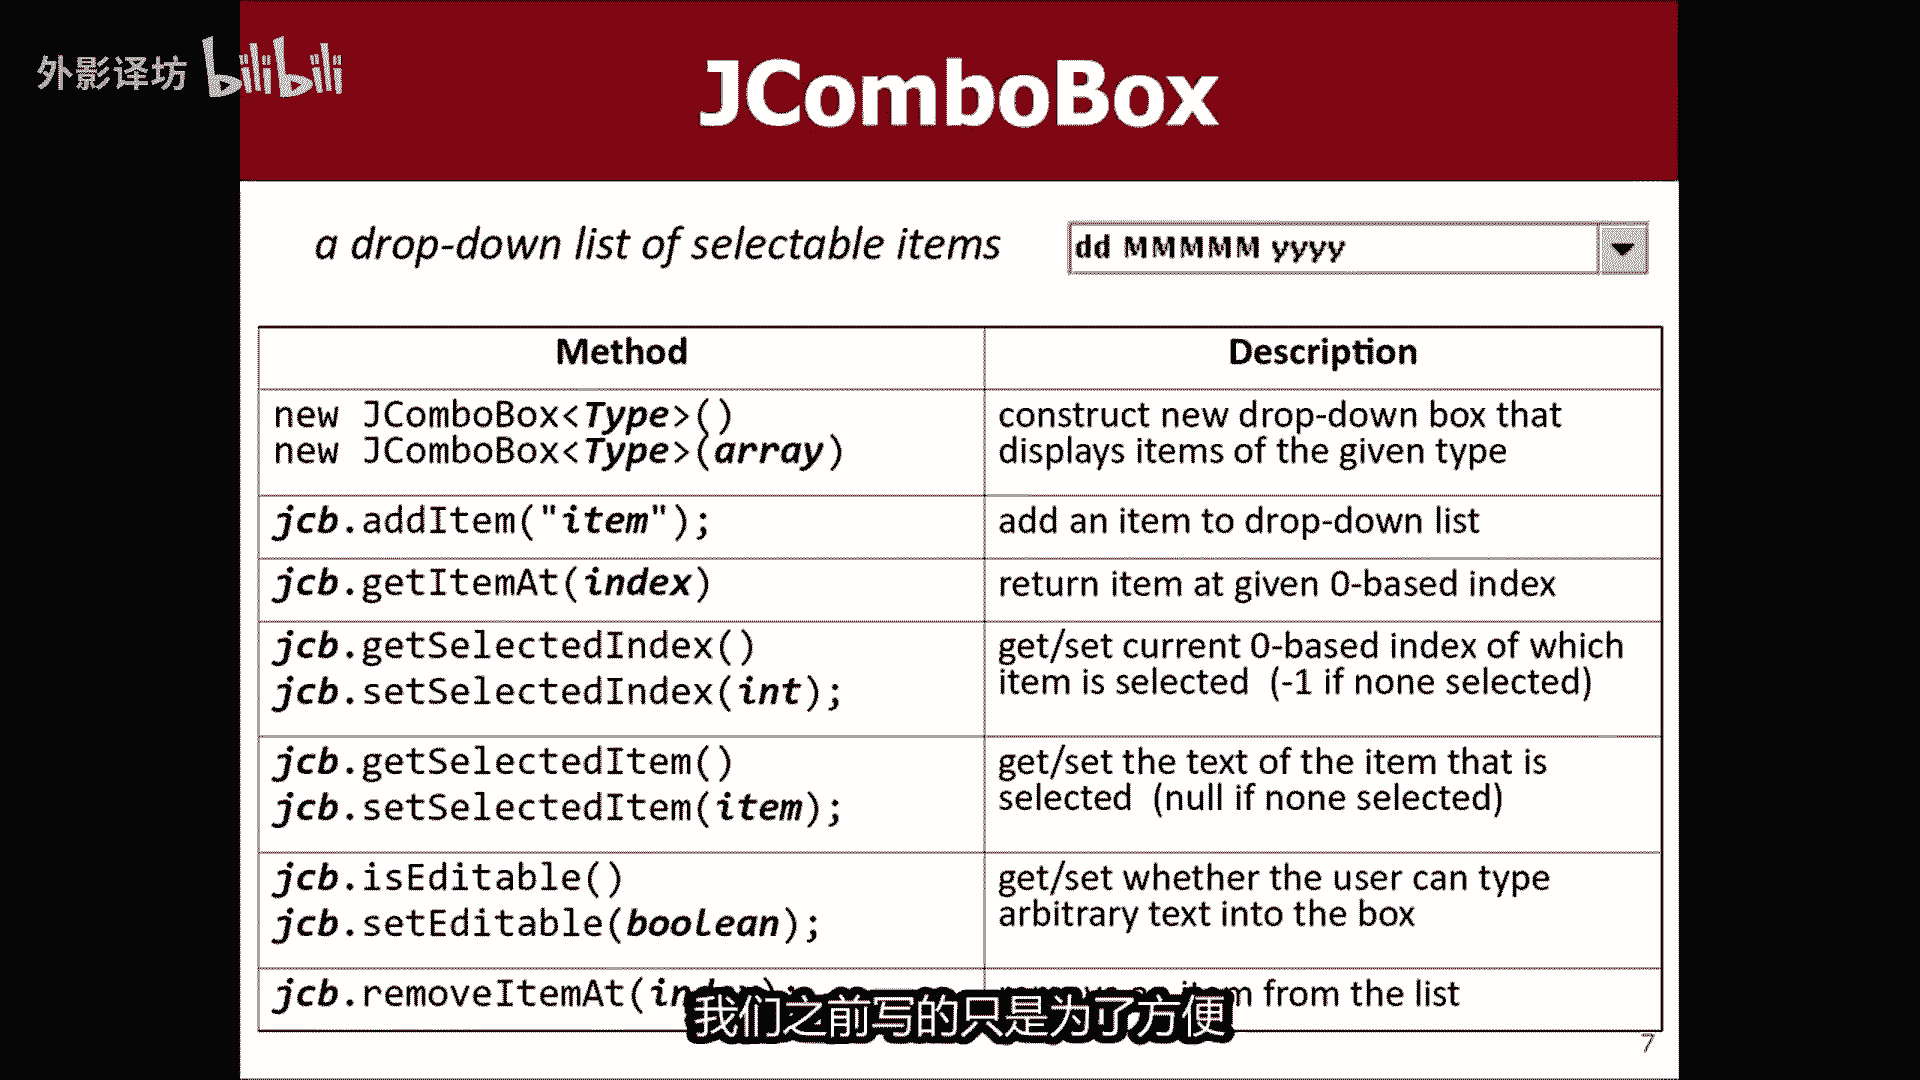 外影译坊 bilibili
JComboBox
a drop-down list of selectable items
dd MMMMM yyyy
Method Description
new JComboBox<Type>() construct new drop-down box that
new JComboBox<Type>(array) displays items of the given type
jcb.addItem("item"); add an item to drop-down list
jcb.getItemAt(index) return item at given 0-based index
jcb.getSelectedIndex() get/set current 0-based index of which
jcb.setSelectedIndex(int); item is selected (-1 if none selected)
jcb.getSelectedItem() get/set the text of the item that is
jcb.setSelectedItem(item); selected (null if none selected)
jcb.isEditable() get/set whether the user can type
jcb.setEditable(boolean); arbitrary text into the box
jcb.removeItemAt( item from the list
我们之前写的只是为了方便
7